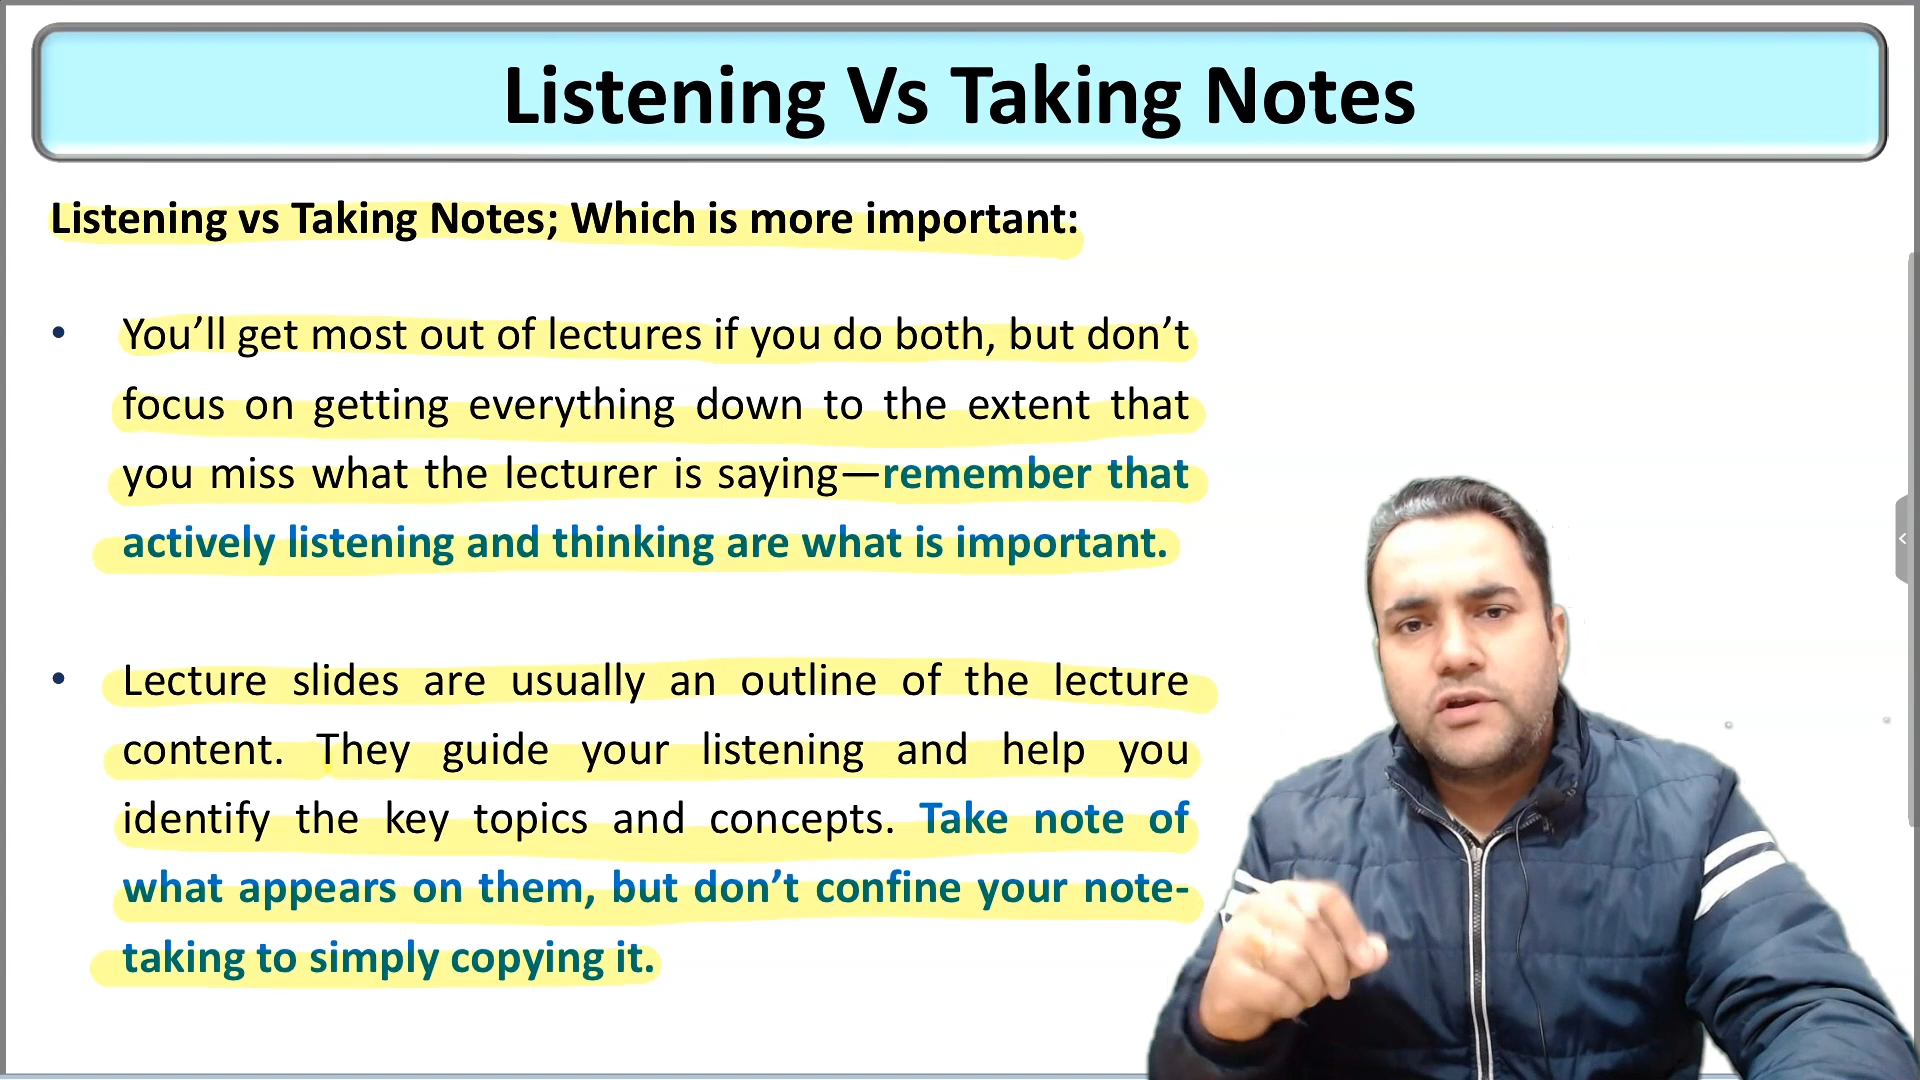 Listening Vs Taking Notes
Listening vs Taking Notes; Which is more important:
• You’ll get most out of lectures if you do both, but don’t
focus on getting everything down to the extent that
you miss what the lecturer is saying—remember that
actively listening and thinking are what is important.
• Lecture slides are usually an outline of the lecture
content. They guide your listening and help you
identify the key topics and concepts. Take note of
what appears on them, but don’t confine your note-
taking to simply copying it.